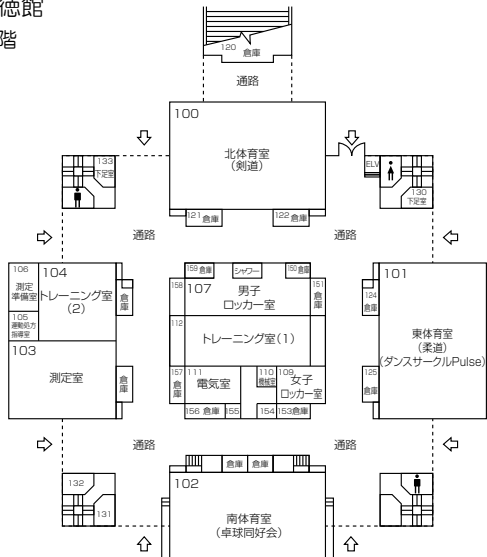 徳館
階
120
倉庫
通路
100
北体育室
(剣道)
133
下足室
ELV
130
下足室
121 倉庫
122 倉庫
通路
通路
106
測定
準備室
104
トレーニング室
(2)
105
運動処方
指導室
103
測定室
倉庫
倉庫
159 倉庫
シャワー
150 倉庫
158
107
男子
ロッカー室
151
倉庫
112
トレーニング室(1)
157
倉庫
111
電気室
110
機械室
109
女子
ロッカー室
156 倉庫
155
154
153 倉庫
101
124
倉庫
東体育室
(柔道)
(ダンスサークルPulse)
125
倉庫
通路
通路
132
131
倉庫
倉庫
102
南体育室
(卓球同好会)